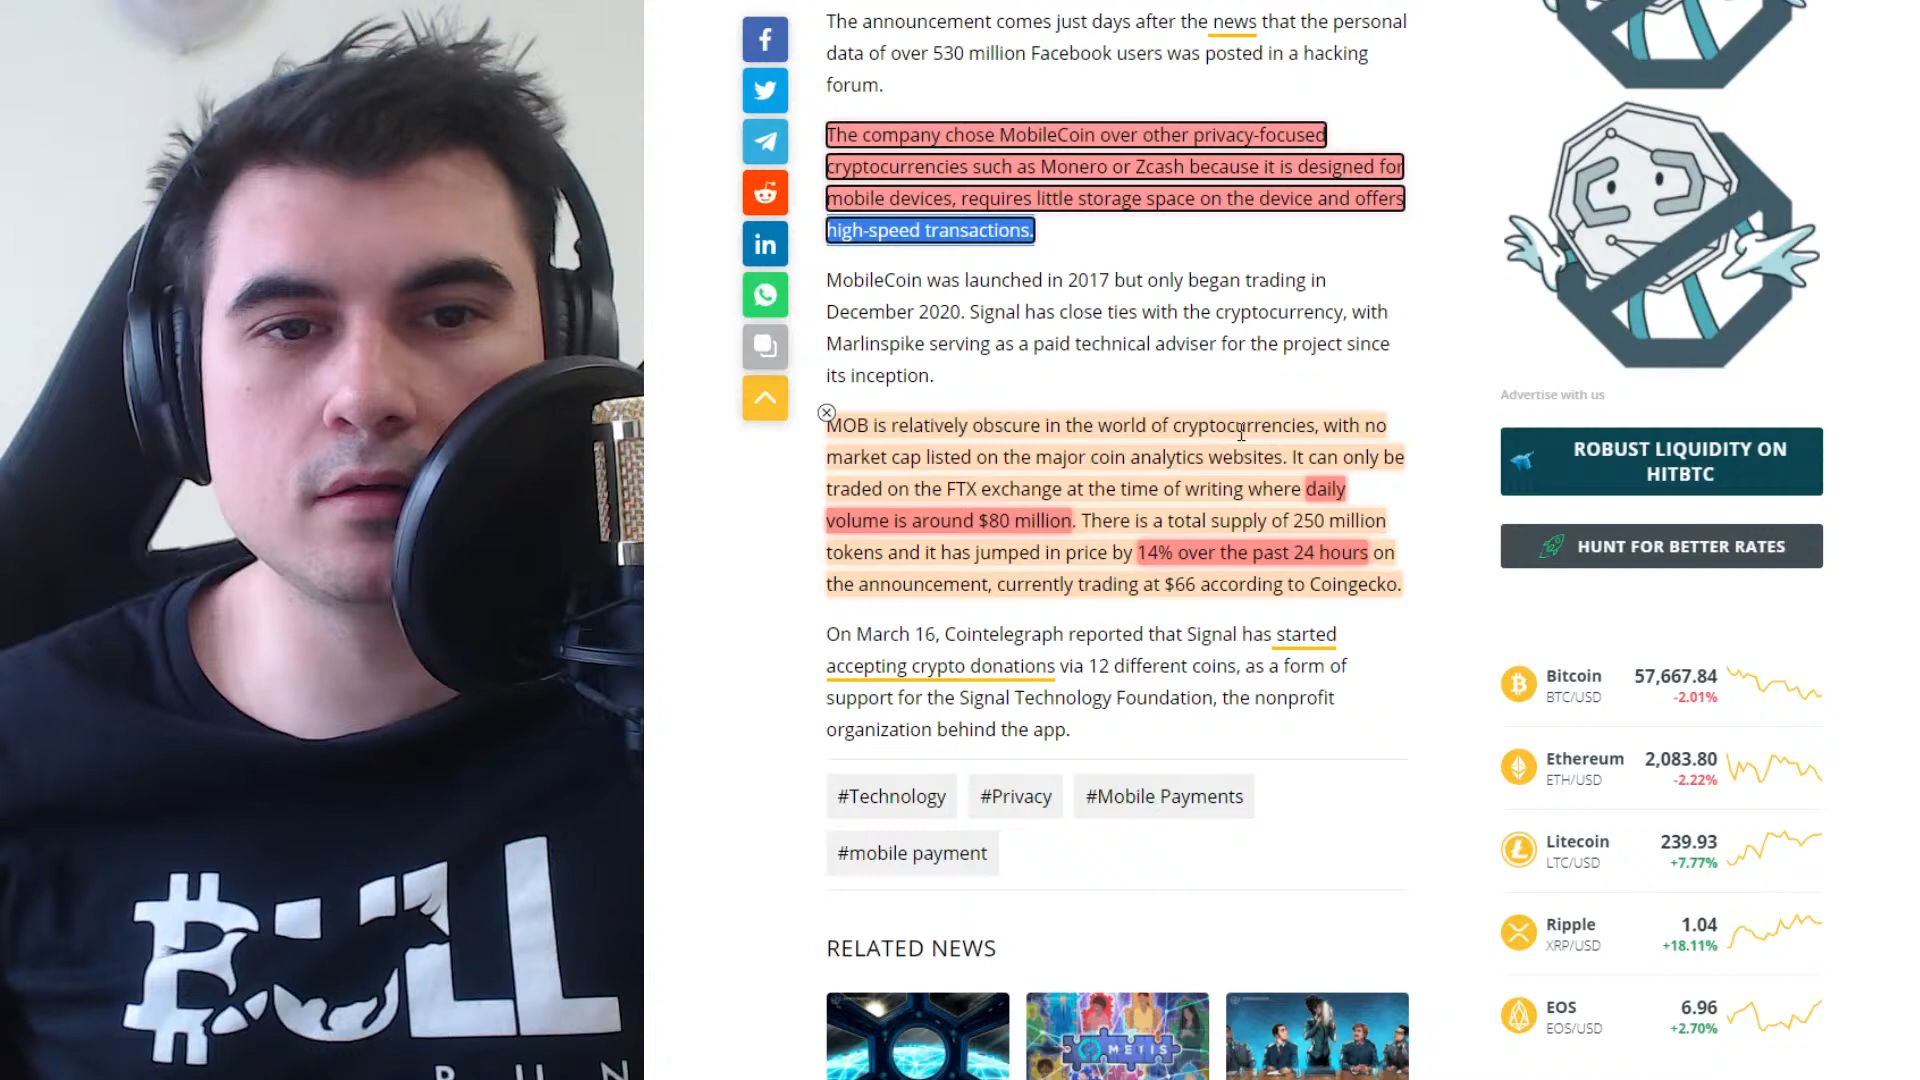 The announcement comes just days after the news that the personal
data of over 530 million Facebook users was posted in a hacking
forum.
The company chose MobileCoin over other privacy-focused
cryptocurrencies such as Monero or Zcash because it is designed for
mobile devices, requires little storage space on the device and offers
high-speed transactions.
MobileCoin was launched in 2017 but only began trading in
December 2020. Signal has close ties with the cryptocurrency, with
Marlinspike serving as a paid technical adviser for the project since
its inception.
MOB is relatively obscure in the world of cryptocurrencies, with no
market cap listed on the major coin analytics websites. It can only be
traded on the FTX exchange at the time of writing where daily
volume is around $80 million. There is a total supply of 250 million
tokens and it has jumped in price by 14% over the past 24 hours on
the announcement, currently trading at $66 according to Coingecko.
On March 16, Cointelegraph reported that Signal has started
accepting crypto donations via 12 different coins, as a form of
support for the Signal Technology Foundation, the nonprofit
organization behind the app.
#Technology #Privacy #Mobile Payments
#mobile payment
RELATED NEWS
METIS
Advertise with us
ROBUST LIQUIDITY ON
HITBTC
HUNT FOR BETTER RATES
Bitcoin 57,667.84
BTC/USD -2.01%
Ethereum 2,083.80
ETH/USD -2.22%
Litecoin 239.93
LTC/USD +7.77%
Ripple 1.04
XRP/USD +18.11%
EOS 6.96
EOS/USD +2.70%
BULL
RUN